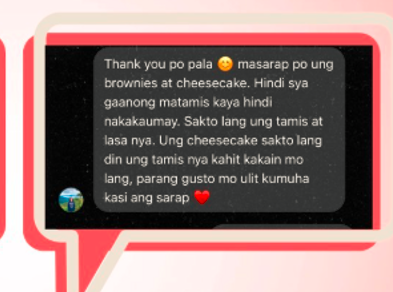 Thank you po pala 😊 masarap po ung
brownies at cheesecake. Hindi sya
gaanong matamis kaya hindi
nakakaumay. Sakto lang ung tamis at
lasa nya. Ung cheesecake sakto lang
din ung tamis nya kahit kakain mo
lang, parang gusto mo ulit kumuha
kasi ang sarap ❤️